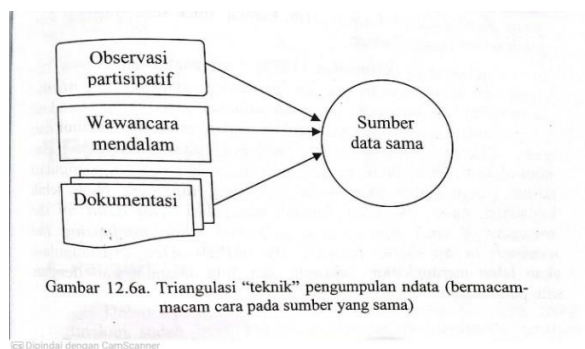 Observasi
partisipatif
Wawancara
mendalam
Dokumentasi
Sumber
data sama
Gambar 12.6a. Triangulasi “teknik” pengumpulan ndata (bermacam-
macam cara pada sumber yang sama)
CS Dipindai dengan CamScanner